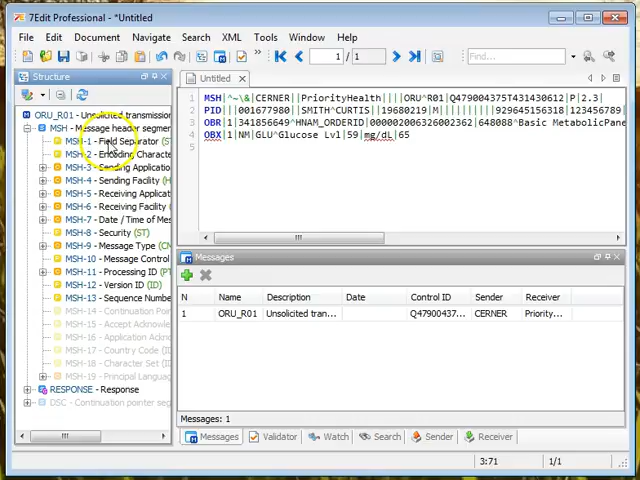 7Edit Professional - *Untitled
File Edit Document Navigate Search XML Tools Window Help
1 / 1 Find...
Structure
Untitled
ORU_R01 - Unsolicited transmission
MSH - Message header segmen
MSH-1 - Field Separator (ST
MSH-2 - Encoding Characte
MSH-3 - Sending Application
MSH-4 - Sending Facility (H
MSH-5 - Receiving Applicat
MSH-6 - Receiving Facility
MSH-7 - Date / Time of Mes
MSH-8 - Security (ST)
MSH-9 - Message Type (CM
MSH-10 - Message Control
MSH-11 - Processing ID (PT
MSH-12 - Version ID (ID)
MSH-13 - Sequence Numbe
MSH-14 - Continuation Poin
MSH-15 - Accept Acknowle
MSH-16 - Application Ackn
MSH-17 - Country Code (ID
MSH-18 - Character Set (ID
MSH-19 - Principal Languag
RESPONSE - Response
DSC - Continuation pointer seg
1 MSH|^~\&|CERNER||PriorityHealth||||ORU^R01|Q479004375T431430612|P|2.3|
2 PID|||001677980||SMITH^CURTIS||19680219|M||||||||||929645156318|123456789|
3 OBR|1|341856649^HNAM_ORDERID|000002006326002362|648088^Basic MetabolicPane
4 OBX|1|NM|GLU^Glucose Lvl|59|mg/dL|65
Messages
N Name Description Date Control ID Sender Receiver
1 ORU_R01 Unsolicited tran... Q47900437... CERNER Priority...
Messages: 1
Messages Validator Watch Search Sender Receiver
3:71 1/1